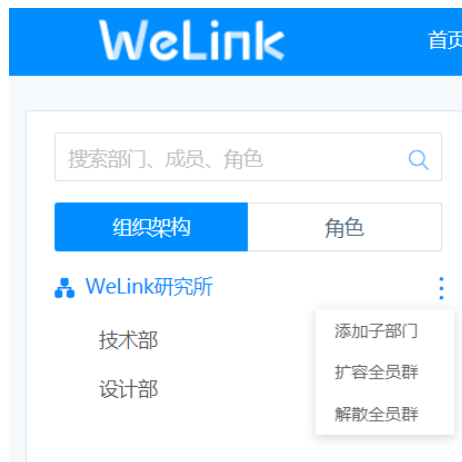 WeLink 首页
搜索部门、成员、角色
组织架构 角色
WeLink研究所
技术部
设计部
添加子部门
扩容全员群
解散全员群